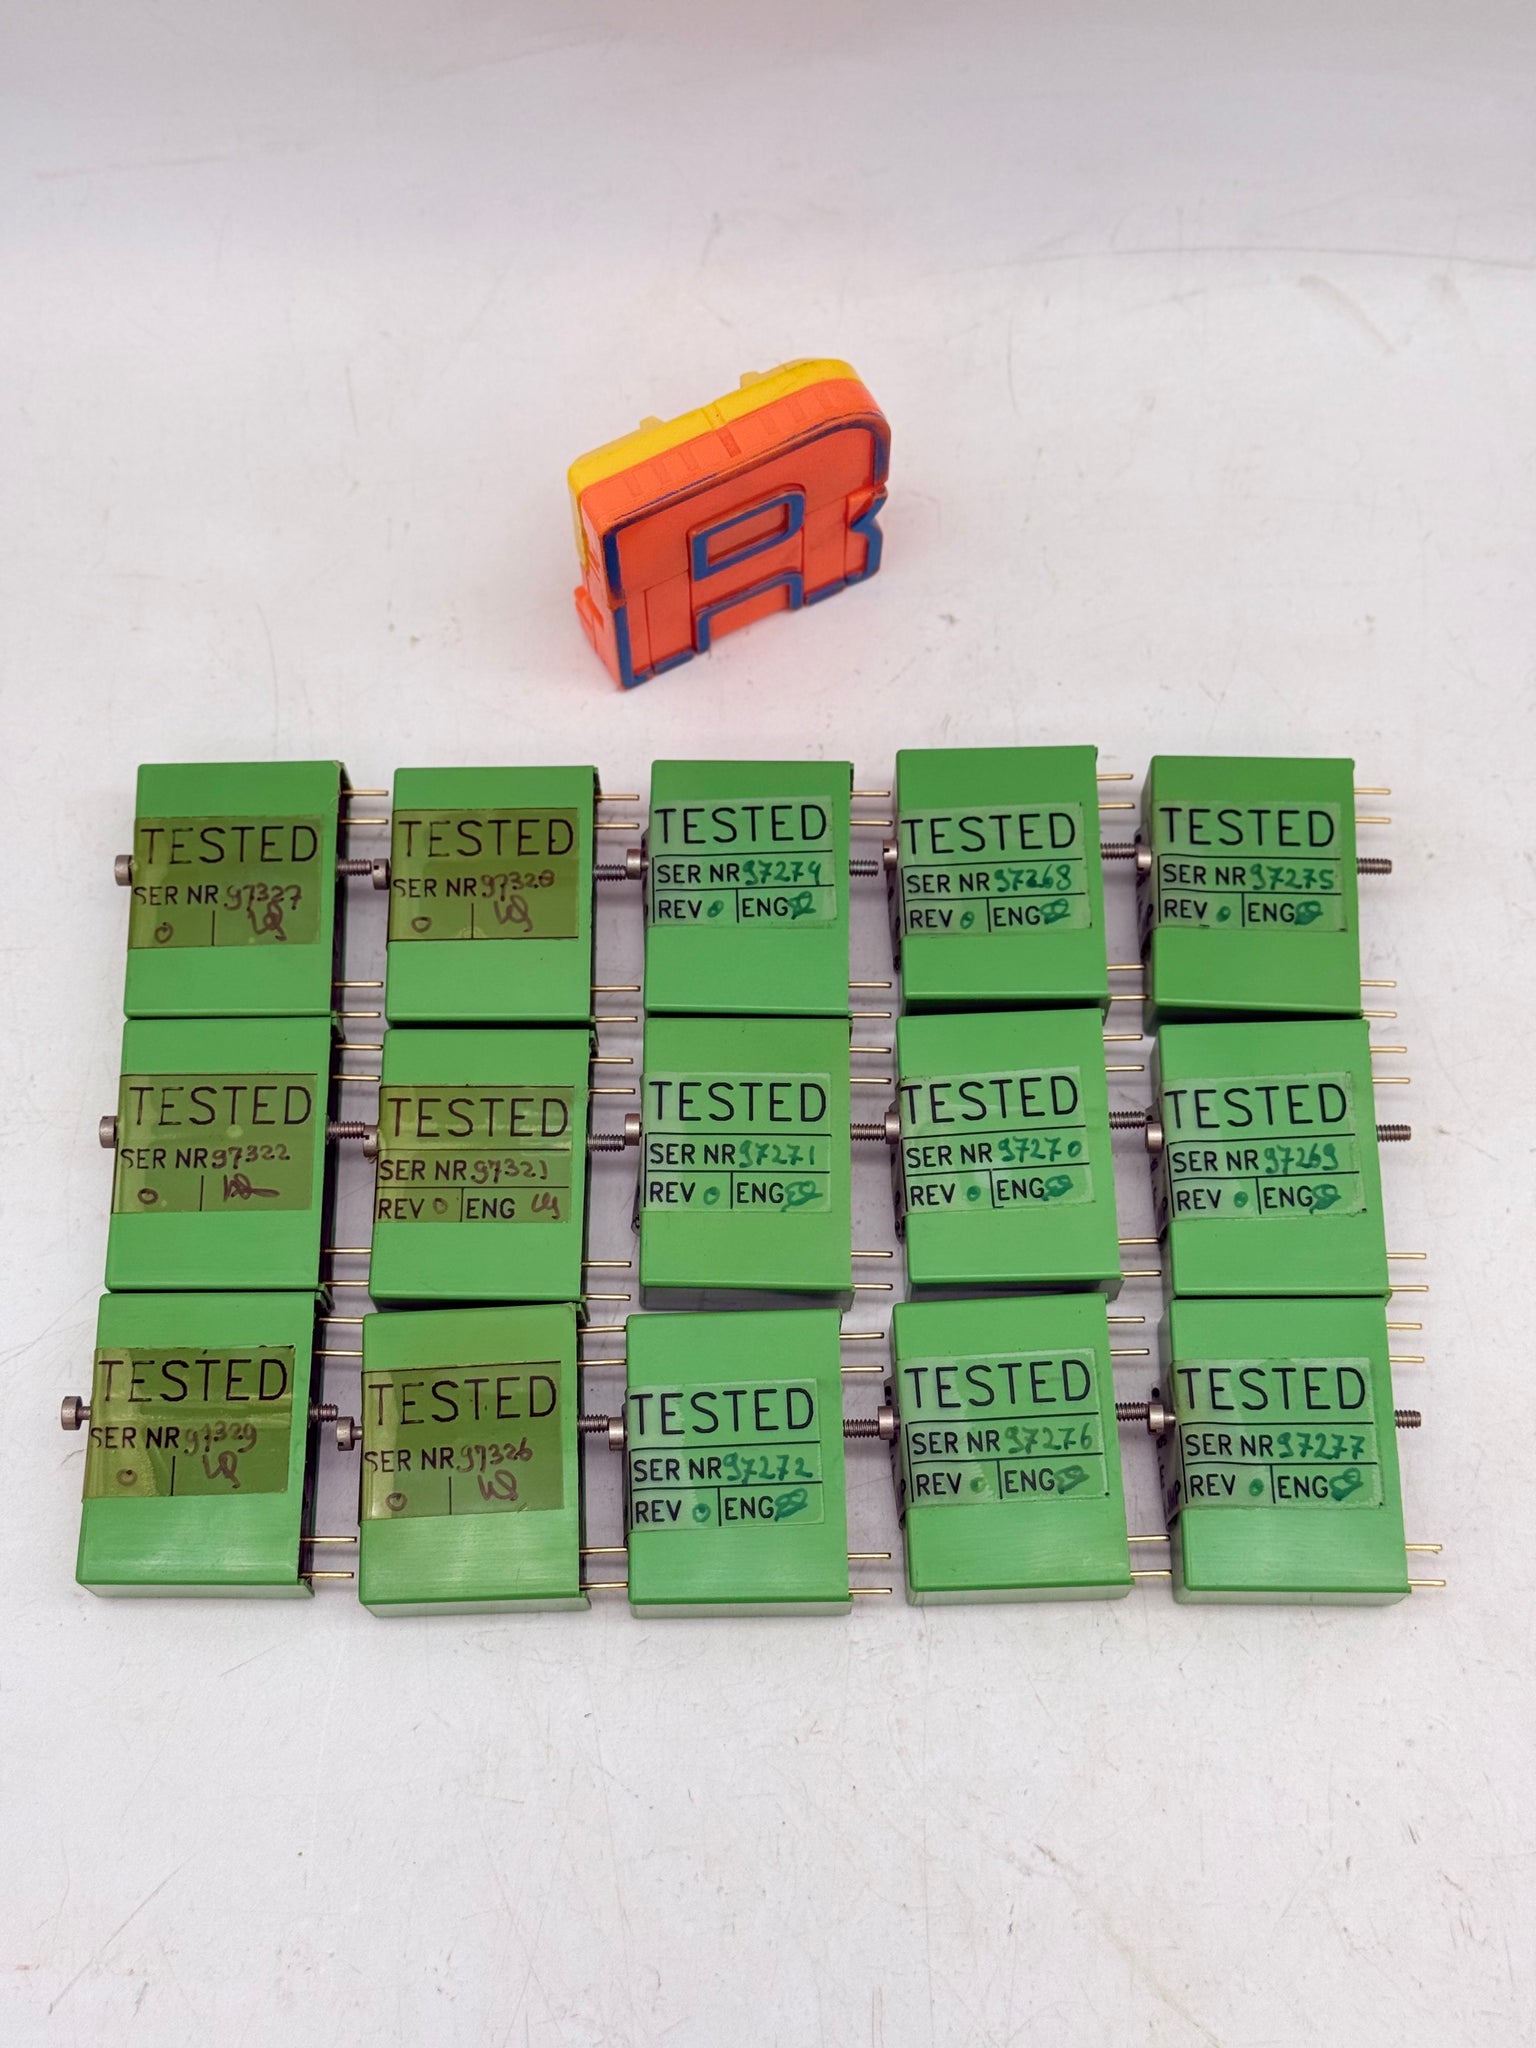 TESTED
SER NR 97327
TESTED
SER NR 97328
TESTED
SER NR 97274
REV 0 ENG
TESTED
SER NR 97268
REV 0 ENG
TESTED
SER NR 97275
REV 0 ENG
TESTED
SER NR 97322
TESTED
SER NR
REV 0 ENG
TESTED
SER NR 97271
REV 0 ENG
TESTED
SER NR 97270
REV 0 ENG
TESTED
SER NR 97269
REV 0 ENG
TESTED
SER NR 97329
TESTED
SER NR 97326
TESTED
SER NR 97272
REV 0 ENG
TESTED
SER NR 97276
REV 0 ENG
TESTED
SER NR 97277
REV 0 ENG